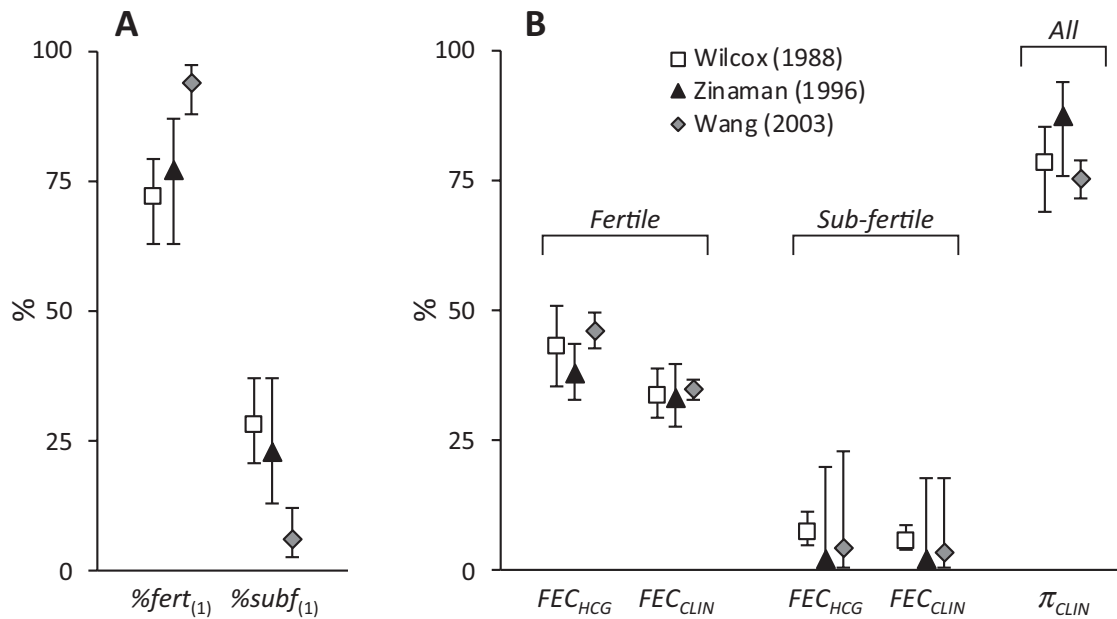 A
100
75
50
25
0
%
%fert(1)
%subf(1)
B
100
75
50
25
0
%
Wilcox (1988)
Zinaman (1996)
Wang (2003)
All
Fertile
Sub-fertile
FEC_HCG
FEC_CLIN
FEC_HCG
FEC_CLIN
π_CLIN